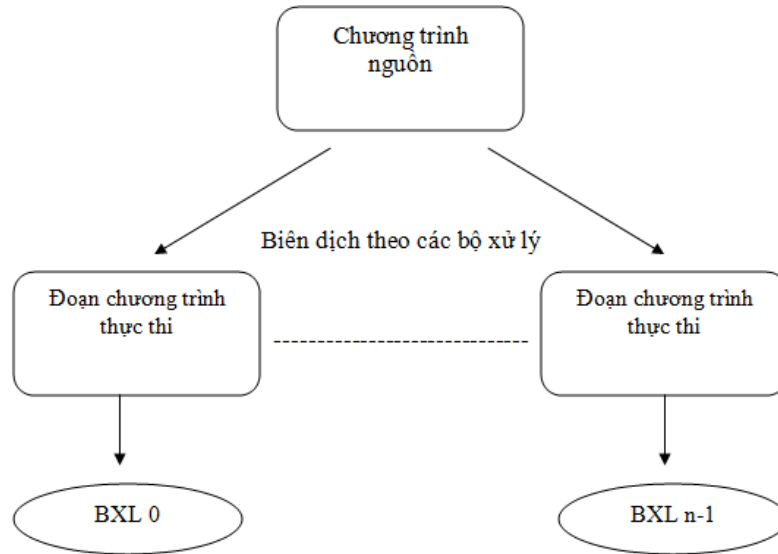 Chương trình
nguồn
Biên dịch theo các bộ xử lý
Đoạn chương trình
thực thi
Đoạn chương trình
thực thi
BXL 0
BXL n-1